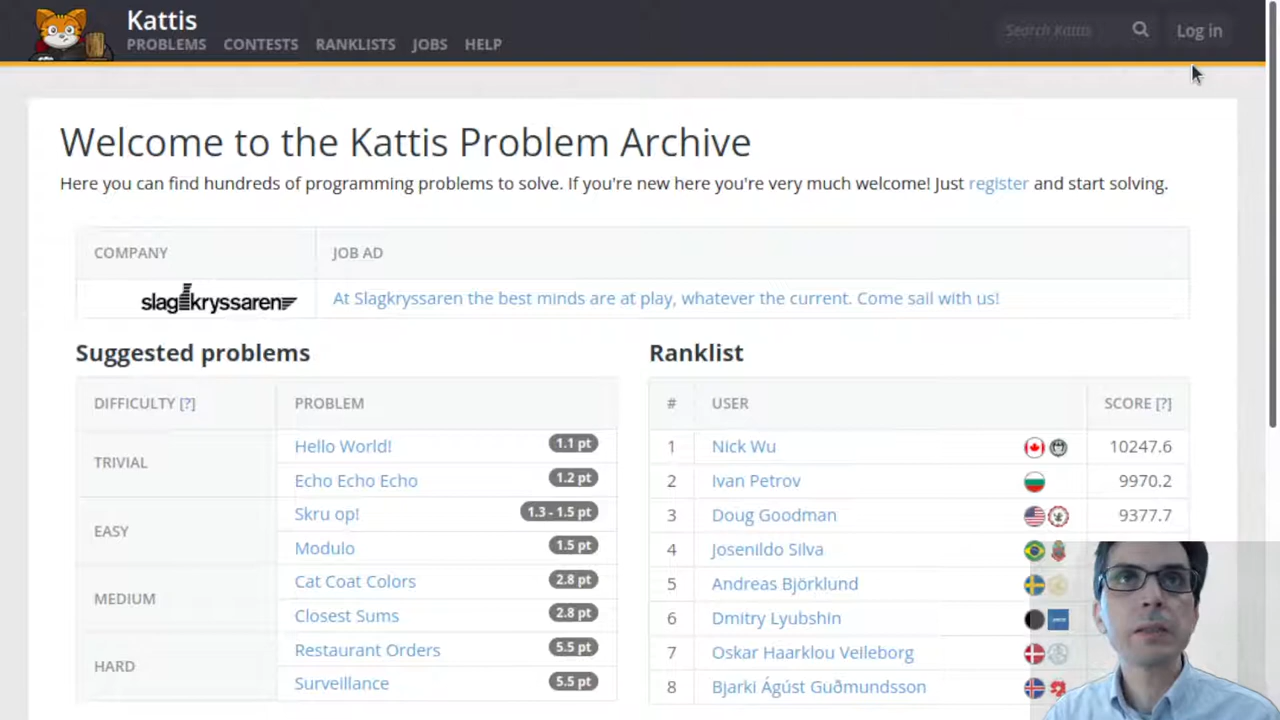 Kattis
PROBLEMS CONTESTS RANKLISTS JOBS HELP
Search Kattis
Log in
Welcome to the Kattis Problem Archive
Here you can find hundreds of programming problems to solve. If you're new here you're very much welcome! Just register and start solving.
COMPANY JOB AD
slagkryssaren At Slagkryssaren the best minds are at play, whatever the current. Come sail with us!
Suggested problems
DIFFICULTY [?] PROBLEM
TRIVIAL
Hello World! 1.1 pt
Echo Echo Echo 1.2 pt
EASY
Skru op! 1.3 - 1.5 pt
Modulo 1.5 pt
MEDIUM
Cat Coat Colors 2.8 pt
Closest Sums 2.8 pt
HARD
Restaurant Orders 5.5 pt
Surveillance 5.5 pt
Ranklist
# USER SCORE [?]
1 Nick Wu 10247.6
2 Ivan Petrov 9970.2
3 Doug Goodman 9377.7
4 Josenildo Silva
5 Andreas Björklund
6 Dmitry Lyubshin
7 Oskar Haarklou Veileborg
8 Bjarki Ágúst Guðmundsson